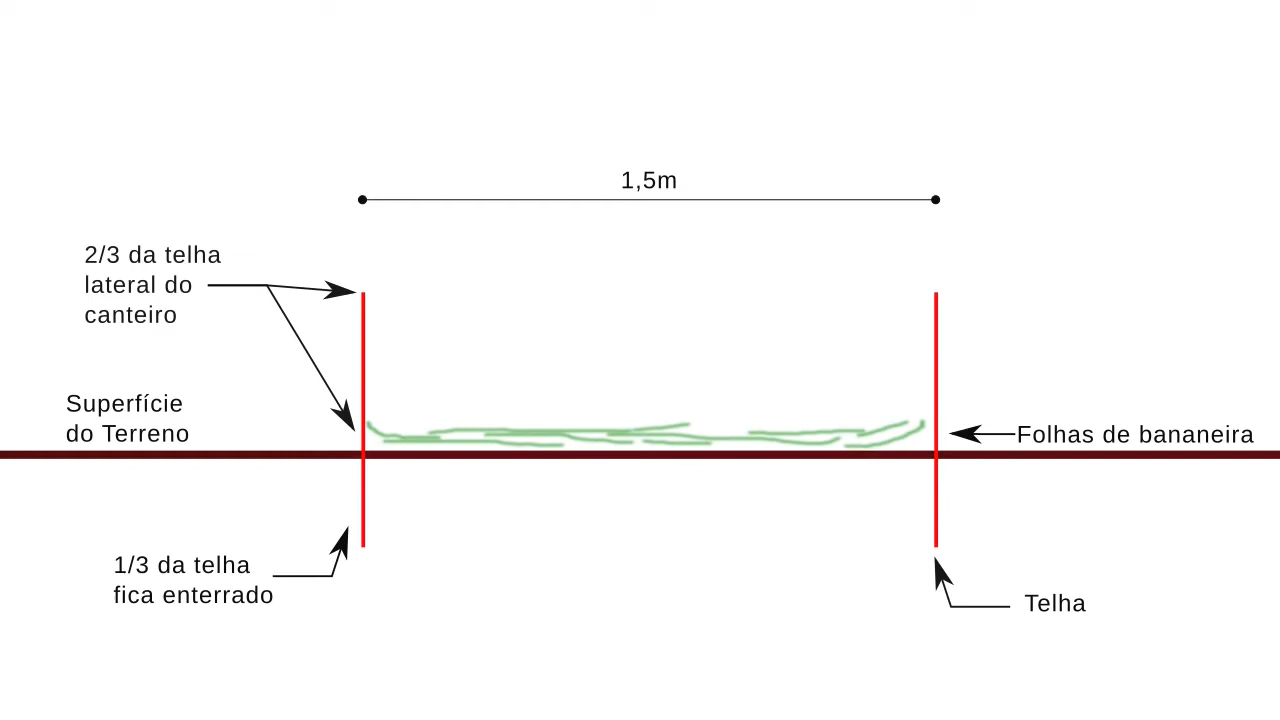 1,5m
2/3 da telha
lateral do
canteiro
Superfície
do Terreno
Folhas de bananeira
1/3 da telha
fica enterrado
Telha